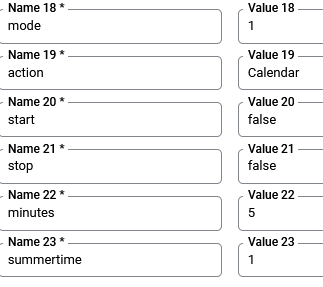 Name 18 * Value 18
mode 1
Name 19 * Value 19
action Calendar
Name 20 * Value 20
start false
Name 21 * Value 21
stop false
Name 22 * Value 22
minutes 5
Name 23 * Value 23
summertime 1